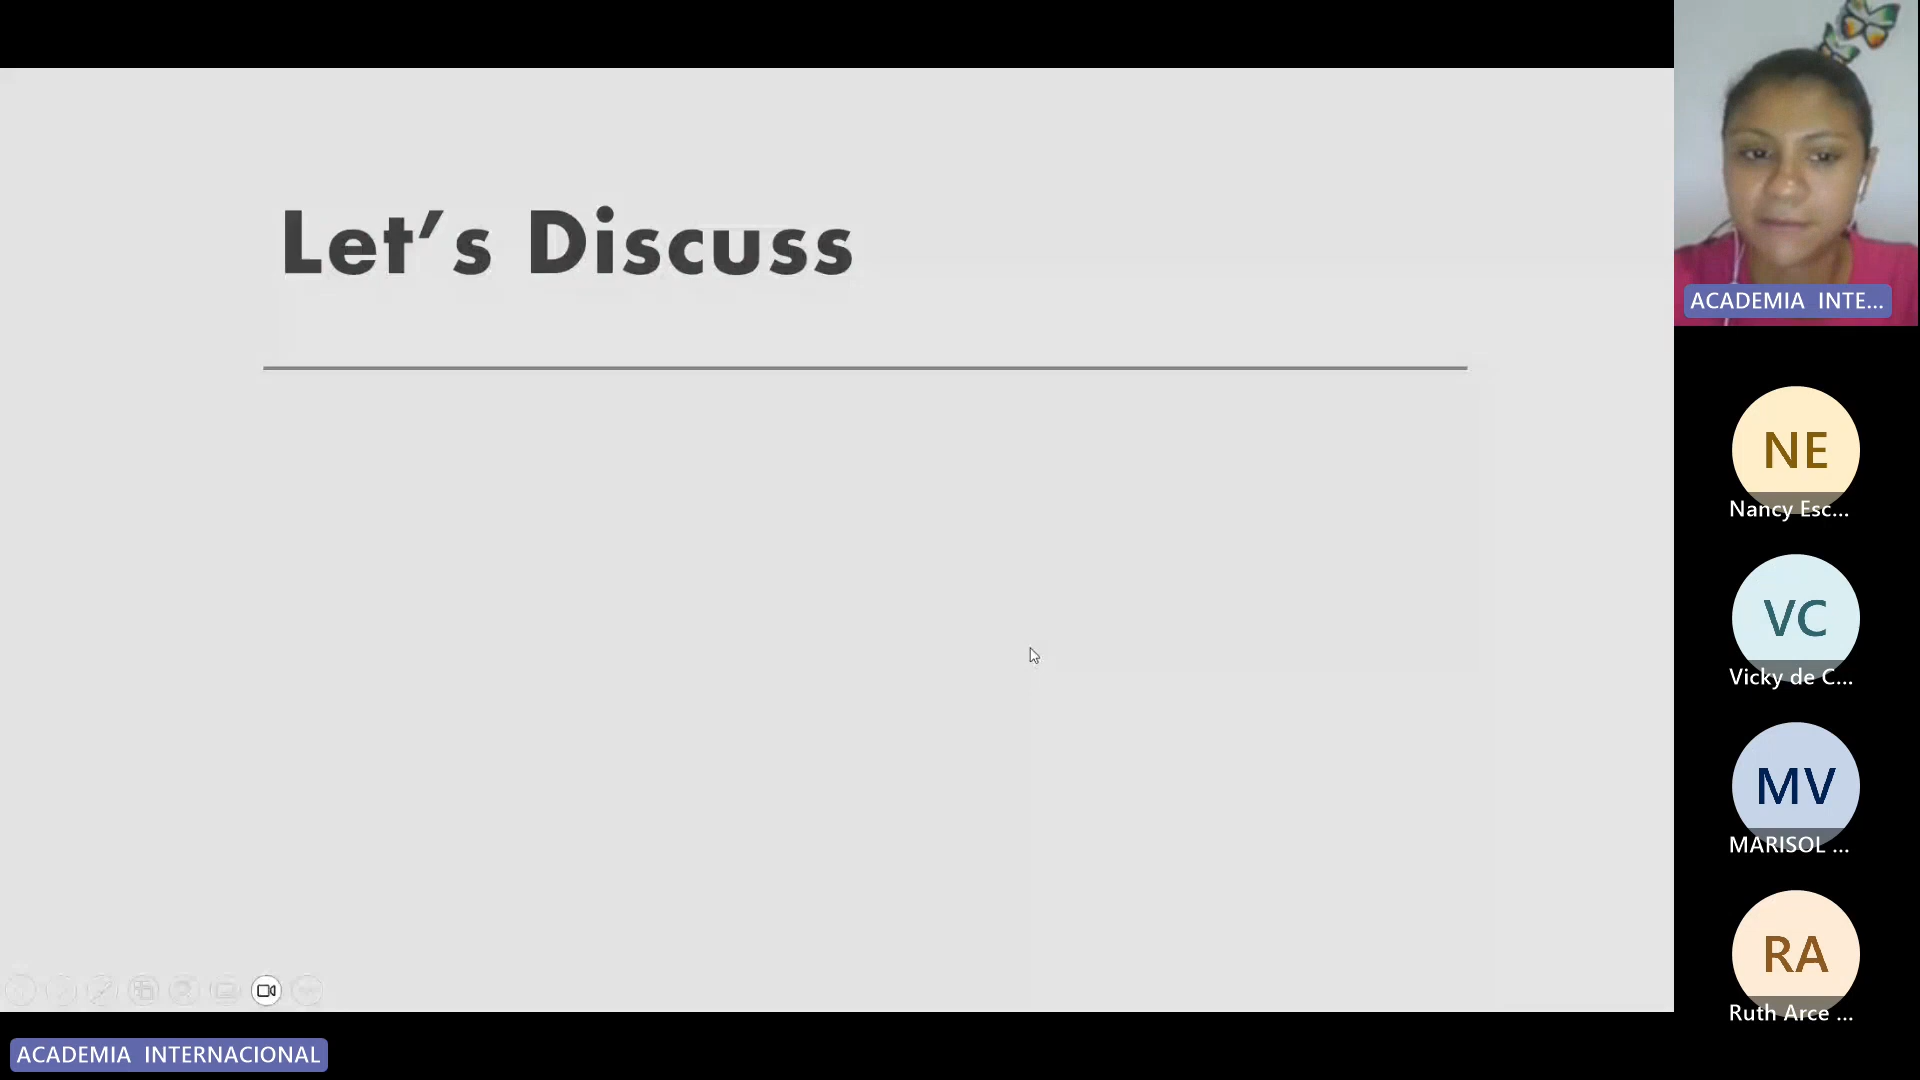 Let’s Discuss
ACADEMIA INTE...
NE
Nancy Esc...
VC
Vicky de C...
MV
MARISOL ...
RA
Ruth Arce ...
ACADEMIA INTERNACIONAL